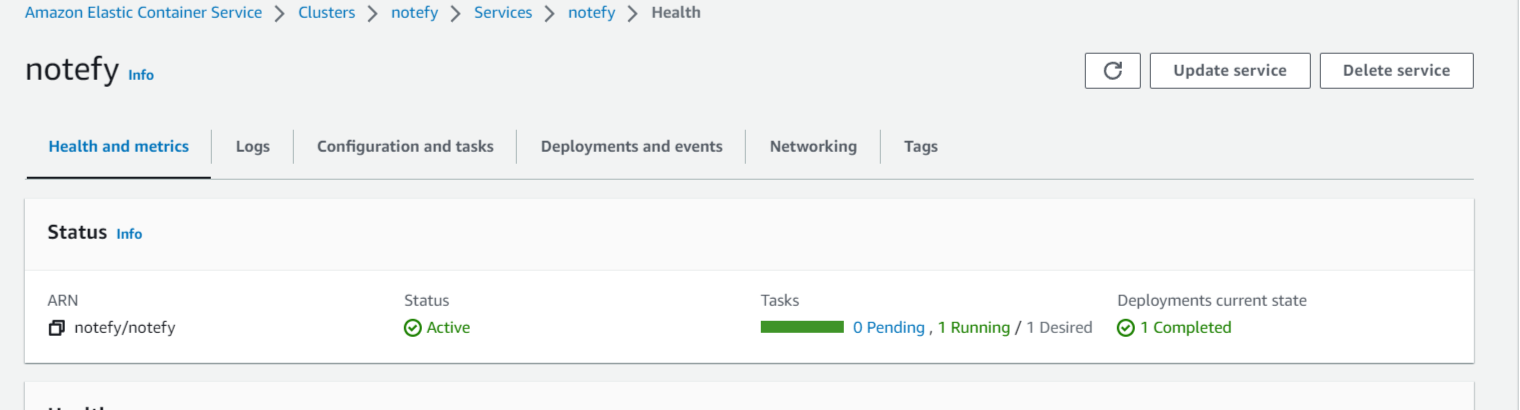 Amazon Elastic Container Service > Clusters > notefy > Services > notefy > Health
notefy Info
Update service Delete service
Health and metrics Logs Configuration and tasks Deployments and events Networking Tags
Status Info
ARN Status Tasks Deployments current state
notefy/notefy Active 0 Pending , 1 Running / 1 Desired 1 Completed